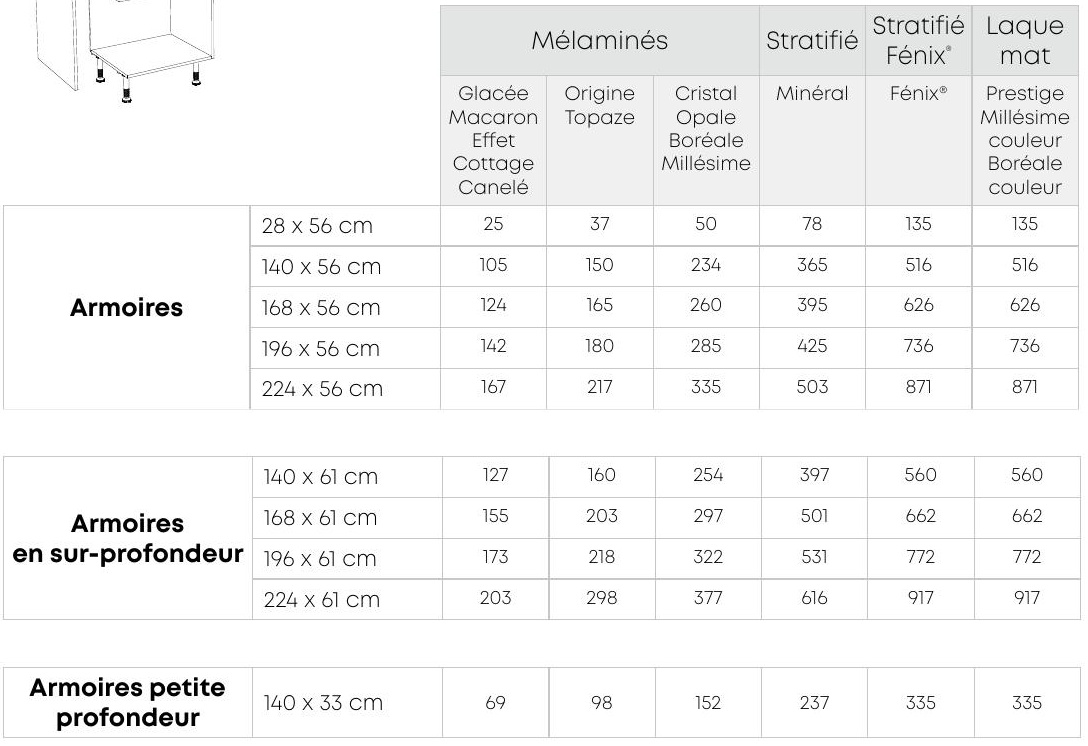 Mélaminés Stratifié Stratifié Fénix® Laque mat
Glacée Macaron Effet Cottage Canelé
Origine Topaze
Cristal Opale Boréale Millésime
Minéral
Fénix®
Prestige Millésime couleur Boréale couleur
Armoires
28 x 56 cm 25 37 50 78 135 135
140 x 56 cm 105 150 234 365 516 516
168 x 56 cm 124 165 260 395 626 626
196 x 56 cm 142 180 285 425 736 736
224 x 56 cm 167 217 335 503 871 871
Armoires
en sur-profondeur
140 x 61 cm 127 160 254 397 560 560
168 x 61 cm 155 203 297 501 662 662
196 x 61 cm 173 218 322 531 772 772
224 x 61 cm 203 298 377 616 917 917
Armoires petite
profondeur
140 x 33 cm 69 98 152 237 335 335